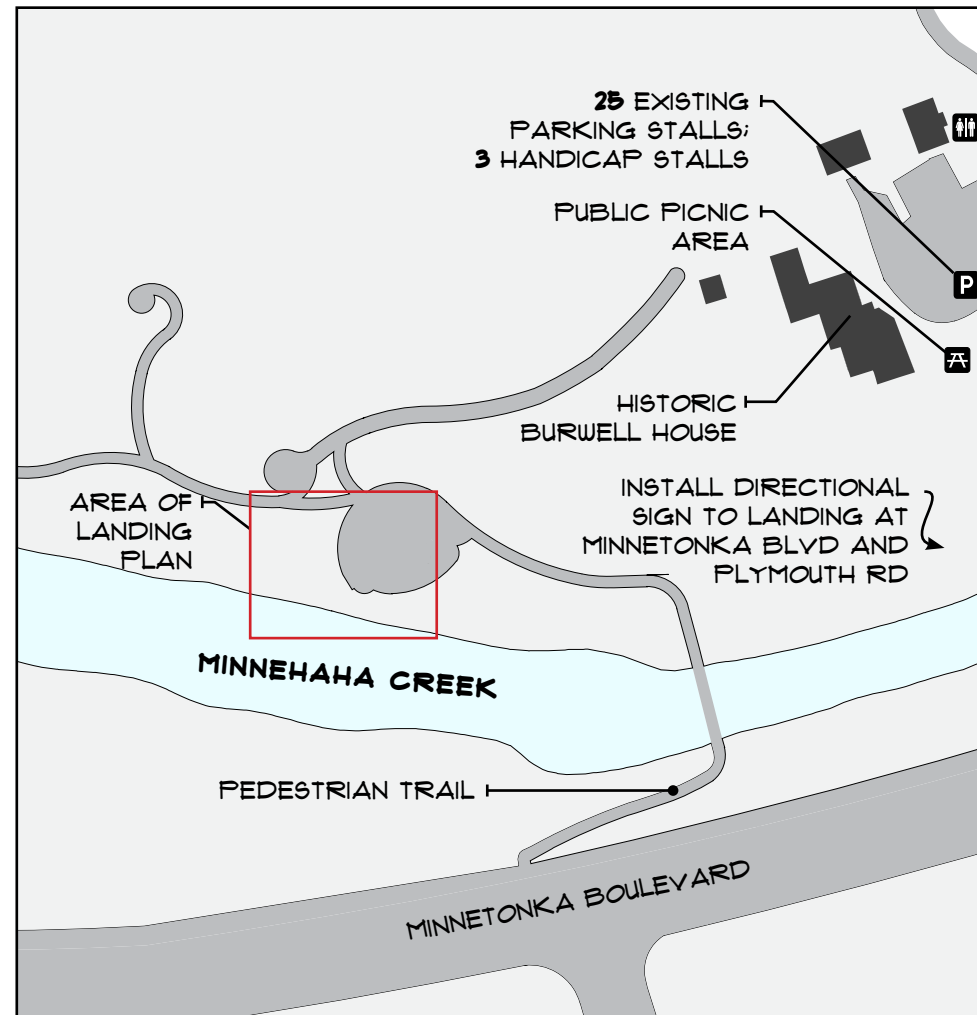 25 EXISTING
PARKING STALLS;
3 HANDICAP STALLS
PUBLIC PICNIC
AREA
P
HISTORIC
BURWELL HOUSE
AREA OF
LANDING
PLAN
INSTALL DIRECTIONAL
SIGN TO LANDING AT
MINNETONKA BLVD AND
PLYMOUTH RD
MINNEHAHA CREEK
PEDESTRIAN TRAIL
MINNETONKA BOULEVARD